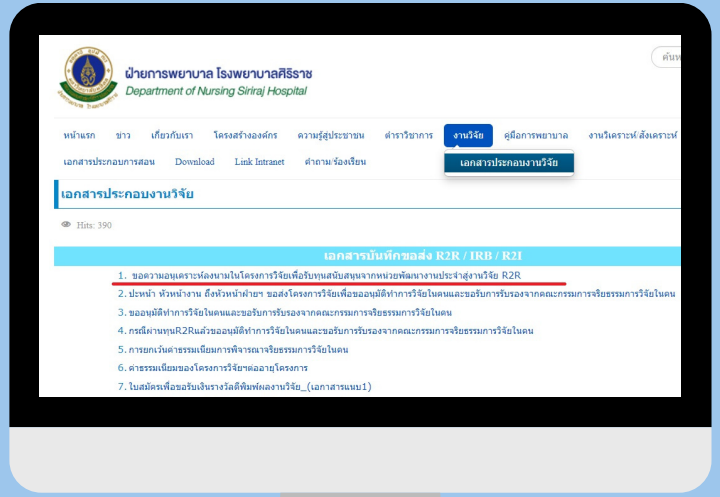 ฝ่ายการพยาบาล โรงพยาบาลศิริราช
Department of Nursing Siriraj Hospital
ค้นห
หน้าแรก ข่าว เกี่ยวกับเรา โครงสร้างองค์กร ความรู้สู่ประชาชน ตำราวิชาการ งานวิจัย คู่มือการพยาบาล งานวิเคราะห์/สังเคราะห์
เอกสารประกอบการสอน Download Link Intranet คำถาม/ร้องเรียน
เอกสารประกอบงานวิจัย
เอกสารประกอบงานวิจัย
Hits: 390
เอกสารบันทึกขอส่ง R2R / IRB / R2I
1. ขอความอนุเคราะห์ลงนามในโครงการวิจัยเพื่อรับทุนสนับสนุนจากหน่วยพัฒนางานประจำสู่งานวิจัย R2R
2. ปะหน้า หัวหน้างาน ถึงหัวหน้าฝ่ายฯ ขอส่งโครงการวิจัยเพื่อขออนุมัติทำการวิจัยในคนและขอรับการรับรองจากคณะกรรมการจริยธรรมการวิจัยในคน
3. ขออนุมัติทำการวิจัยในคนและขอรับการรับรองจากคณะกรรมการจริยธรรมการวิจัยในคน
4. กรณีผ่านทุนR2Rแล้วขออนุมัติทำการวิจัยในคนและขอรับการรับรองจากคณะกรรมการจริยธรรมการวิจัยในคน
5. การยกเว้นค่าธรรมเนียมการพิจารณาจริยธรรมการวิจัยในคน
6. ค่าธรรมเนียมของโครงการวิจัยฯต่ออายุโครงการ
7. ใบสมัครเพื่อขอรับเงินรางวัลตีพิมพ์ผลงานวิจัย_(เอกาสารแนบ1)